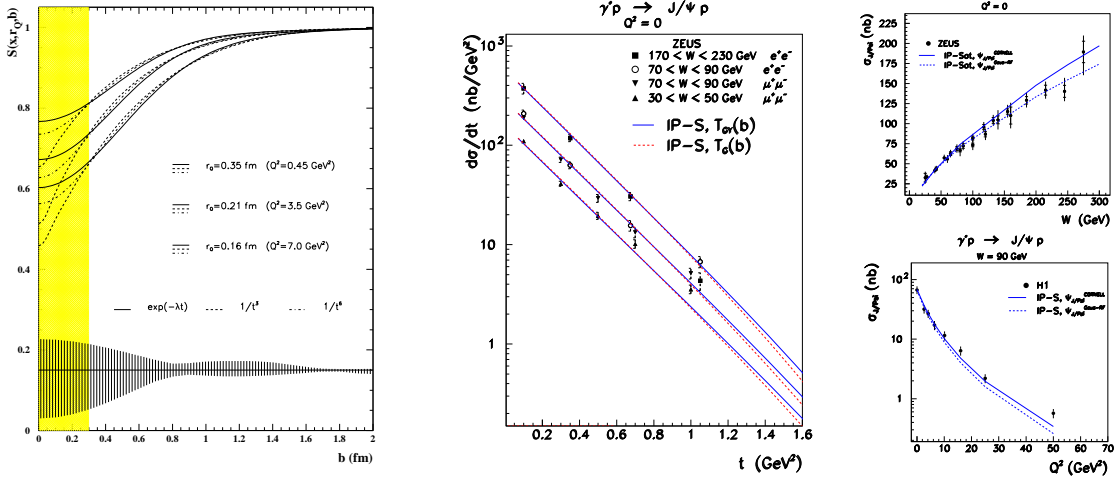 S(x,r_Q,b)
1
0.8
0.6
0.4
0.2
0
r_Q=0.35 fm (Q²=0.45 GeV²)
r_Q=0.21 fm (Q²=3.5 GeV²)
r_Q=0.16 fm (Q²=7.0 GeV²)
exp(-λt) 1/t³ 1/t⁶
0 0.2 0.4 0.6 0.8 1 1.2 1.4 1.6 1.8 2
b (fm)
γ*p → J/Ψ p
Q² = 0
dσ/dt (nb/GeV²)
10³
10²
10
1
ZEUS
170 < W < 230 GeV e⁺e⁻
70 < W < 90 GeV e⁺e⁻
70 < W < 90 GeV μ⁺μ⁻
30 < W < 50 GeV μ⁺μ⁻
IP-S, T_GY(b)
IP-S, T_G(b)
0.2 0.4 0.6 0.8 1.0 1.2 1.4 1.6
t (GeV²)
Q² = 0
σ_J/Psi (nb)
225
200
175
150
125
100
75
50
25
ZEUS
IP-Sat, Ψ_J/Psi^CORNELL
IP-Sat, Ψ_J/Psi^Gaus-RF
0 50 100 150 200 250 300
W (GeV)
γ*p → J/Ψ p
W = 90 GeV
σ_J/Psi (nb)
10²
10
1
H1
IP-S, Ψ_J/Psi^CORNELL
IP-S, Ψ_J/Psi^Gaus-RF
0 10 20 30 40 50 60 70
Q² (GeV²)